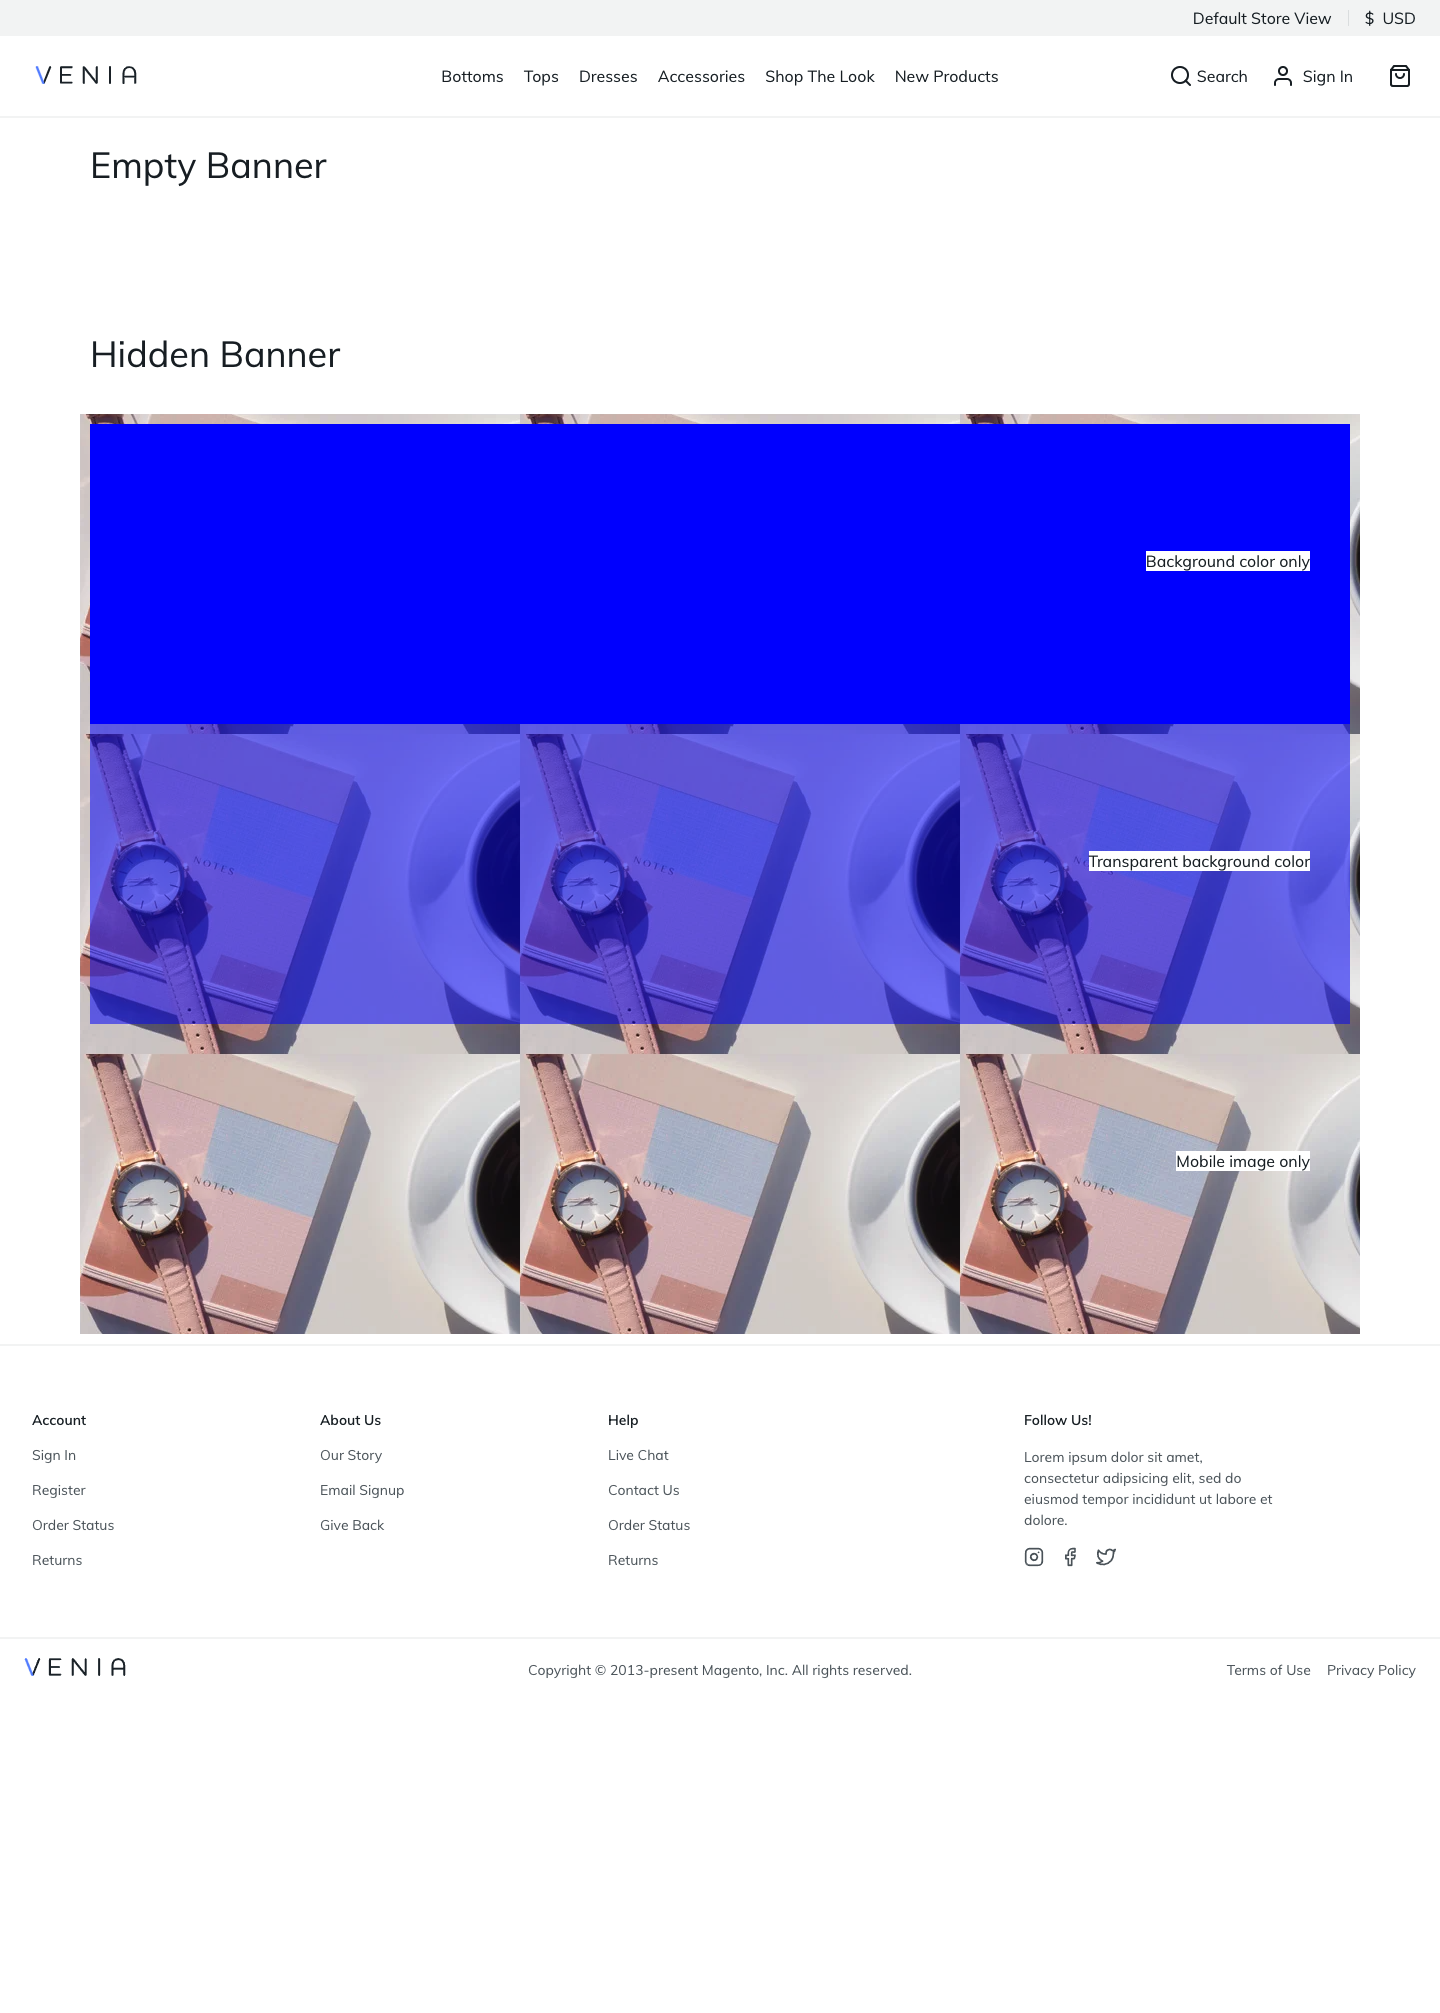 Default Store View $ USD
VENIA Bottoms Tops Dresses Accessories Shop The Look New Products Search Sign In
Empty Banner
Hidden Banner
Background color only
NOTES NOTES NOTES
Transparent background color
Mobile image only
NOTES NOTES NOTES
Account
Sign In
Register
Order Status
Returns
About Us
Our Story
Email Signup
Give Back
Help
Live Chat
Contact Us
Order Status
Returns
Follow Us!
Lorem ipsum dolor sit amet,
consectetur adipsicing elit, sed do
eiusmod tempor incididunt ut labore et
dolore.
VENIA Copyright © 2013-present Magento, Inc. All rights reserved. Terms of Use Privacy Policy